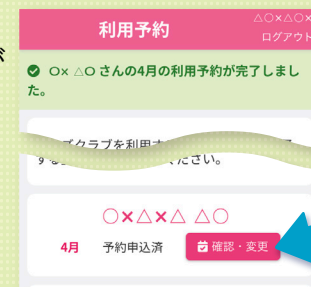 利用予約
△○×△○×
ログアウト
○× △○ さんの4月の利用予約が完了しまし
た。
クラブを利用
ください。
○×△×△ △○
4月 予約申込済 確認・変更